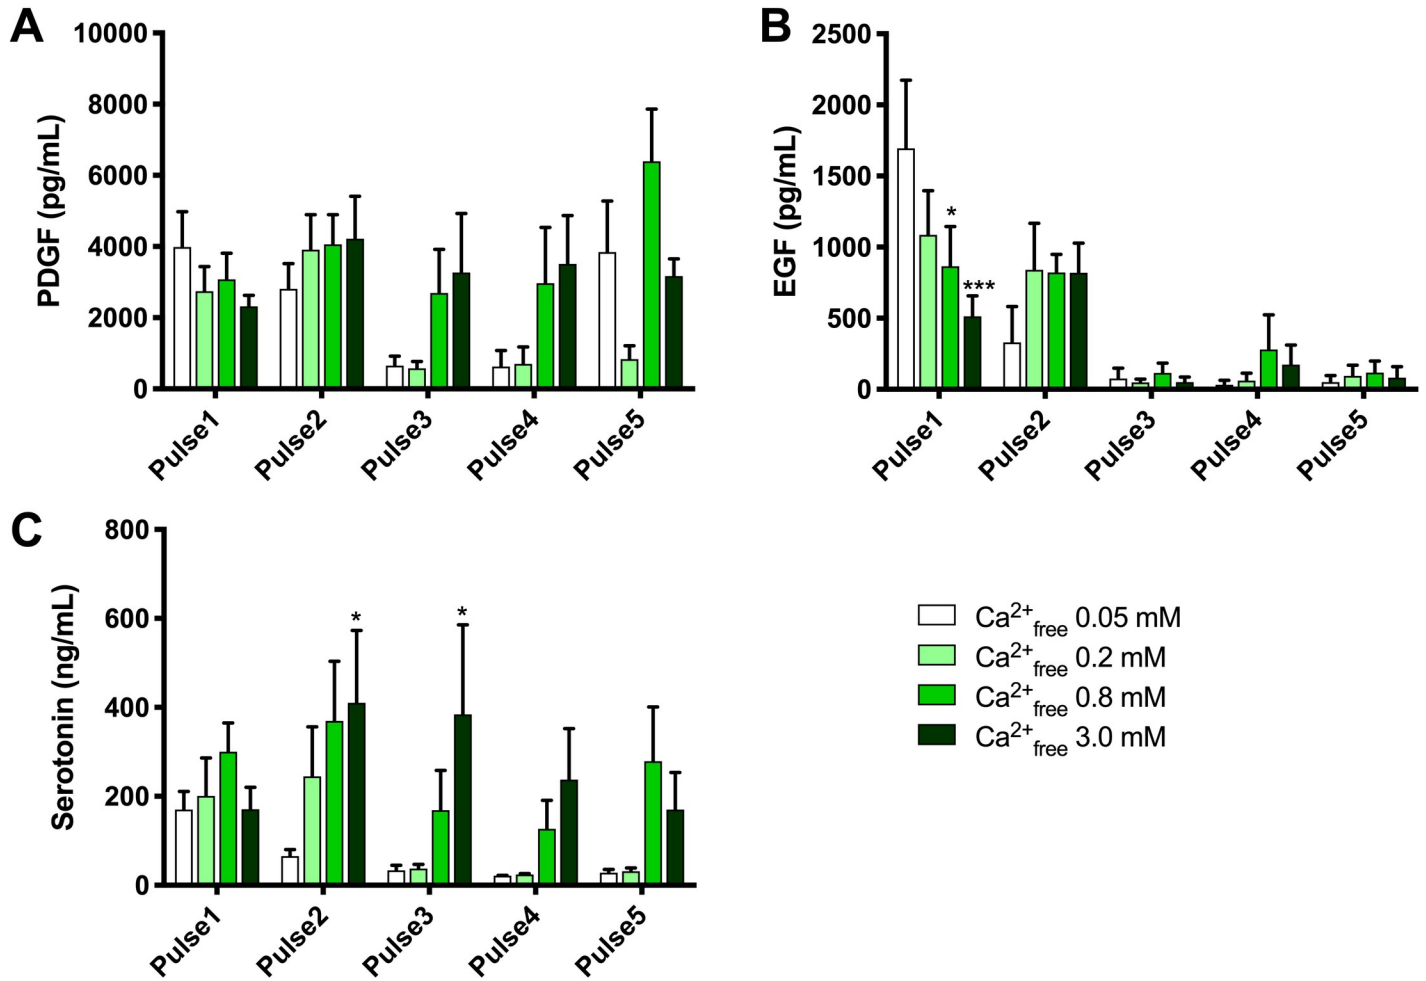 A
PDGF (pg/mL)
10000
8000
6000
4000
2000
0
Pulse1
Pulse2
Pulse3
Pulse4
Pulse5
B
EGF (pg/mL)
2500
2000
1500
1000
500
0
*
***
Pulse1
Pulse2
Pulse3
Pulse4
Pulse5
C
Serotonin (ng/mL)
800
600
400
200
0
*
*
Pulse1
Pulse2
Pulse3
Pulse4
Pulse5
Ca²⁺free 0.05 mM
Ca²⁺free 0.2 mM
Ca²⁺free 0.8 mM
Ca²⁺free 3.0 mM